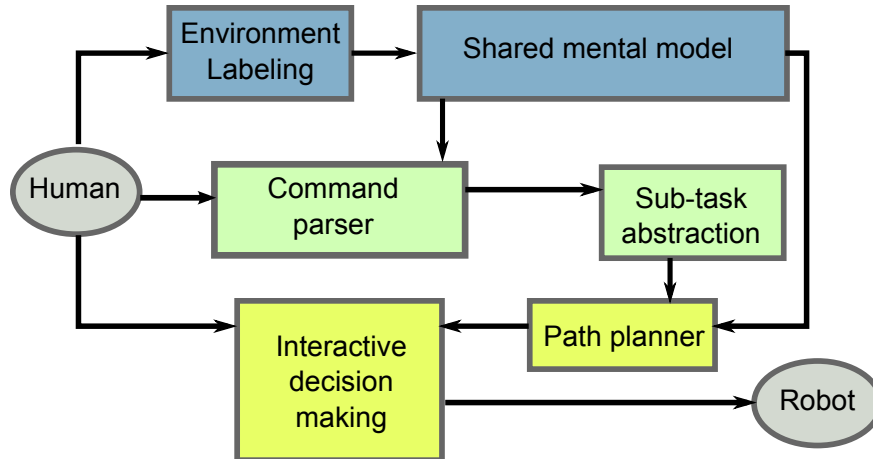 Environment
Labeling
Shared mental model
Human
Command
parser
Sub-task
abstraction
Interactive
decision
making
Path planner
Robot